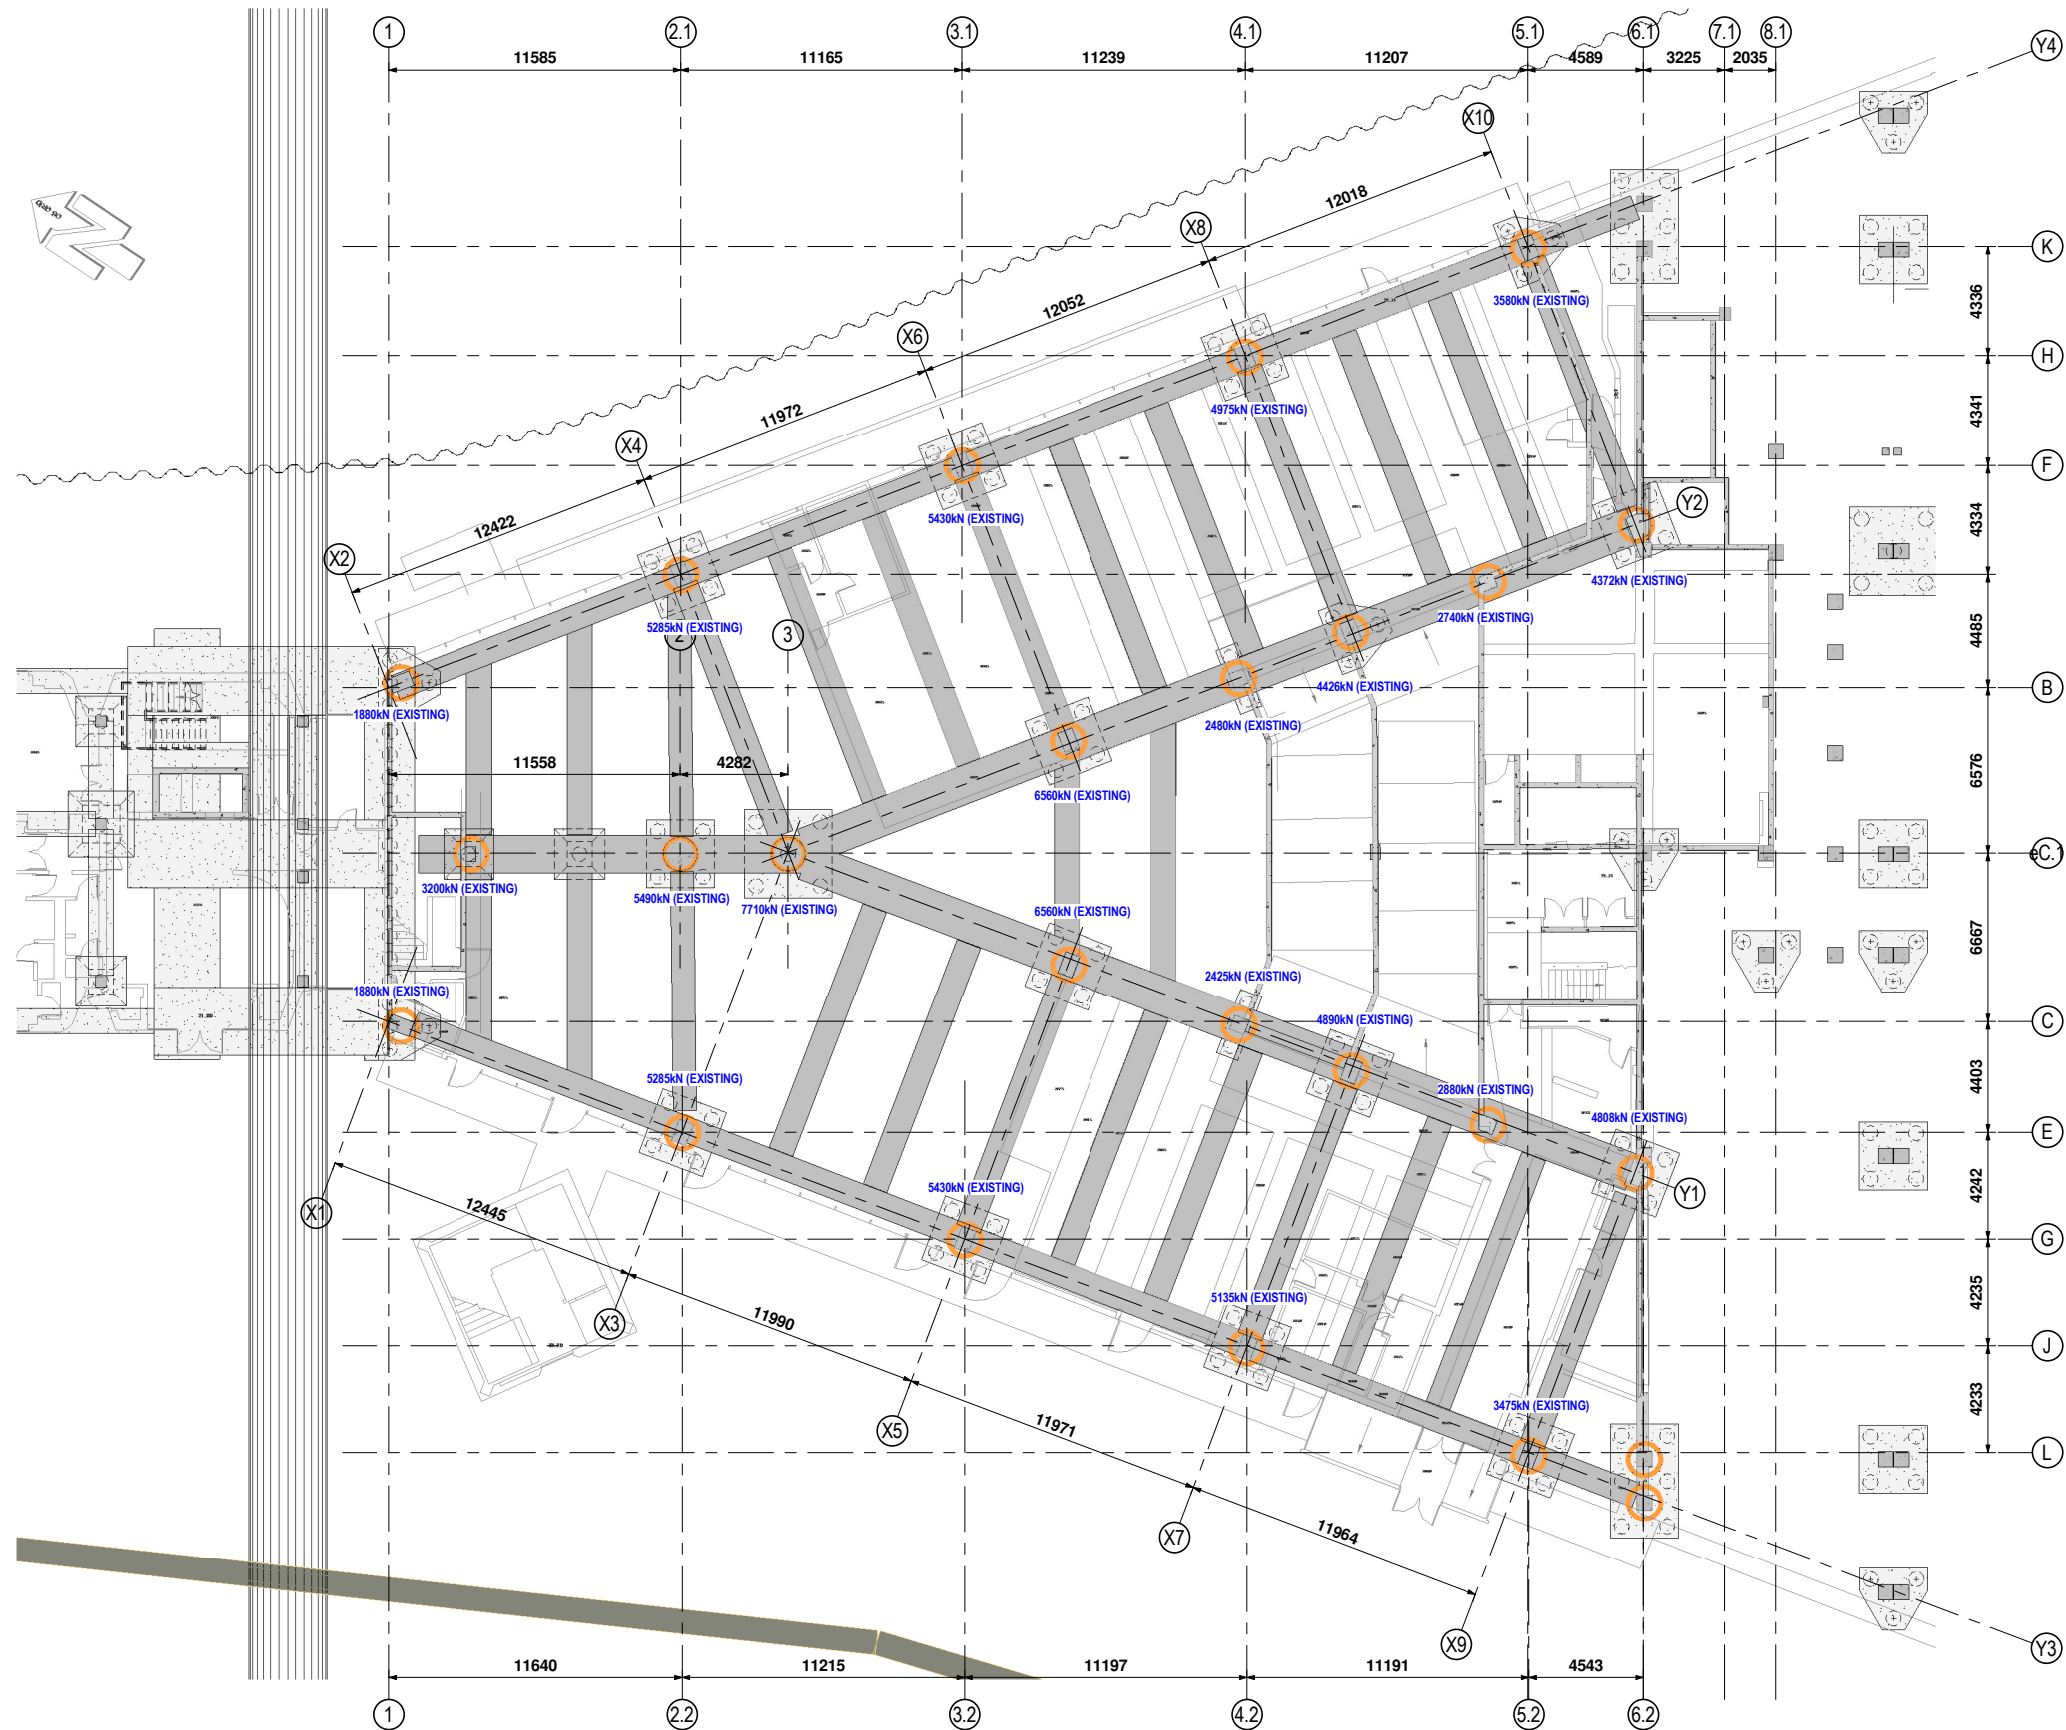 1
2.1
3.1
4.1
5.1
6.1
7.1
8.1
Y4
11585
11165
11239
11207
4589
3225
2035
X10
12018
X8
K
12052
3580kN (EXISTING)
4336
X6
H
11972
4975kN (EXISTING)
4341
X4
F
12422
5430kN (EXISTING)
Y2
4334
X2
4372kN (EXISTING)
5285kN (EXISTING)
2740kN (EXISTING)
2
3
4485
1880kN (EXISTING)
4426kN (EXISTING)
B
2480kN (EXISTING)
11558
4282
6560kN (EXISTING)
6576
3200kN (EXISTING)
5490kN (EXISTING)
7710kN (EXISTING)
6560kN (EXISTING)
C.1
6667
1880kN (EXISTING)
2425kN (EXISTING)
4890kN (EXISTING)
C
5285kN (EXISTING)
2880kN (EXISTING)
4403
4808kN (EXISTING)
E
5430kN (EXISTING)
Y1
4242
X1
12445
G
5135kN (EXISTING)
4235
X3
11990
J
3475kN (EXISTING)
4233
X5
11971
L
X7
11964
X9
Y3
11640
11215
11197
11191
4543
1
2.2
3.2
4.2
5.2
6.2